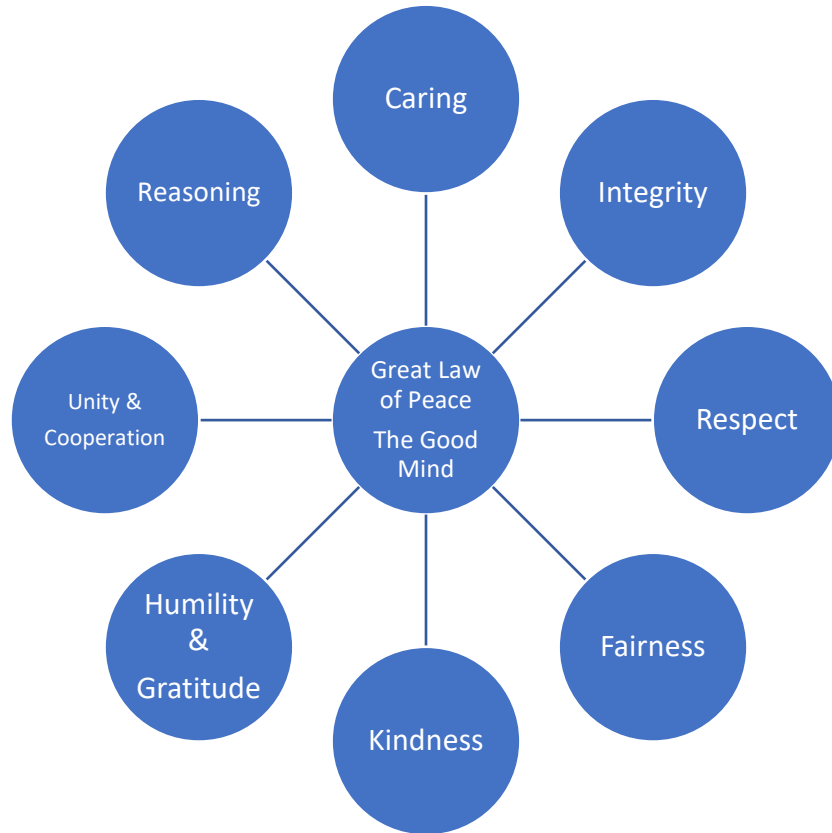 Caring
Integrity
Respect
Fairness
Kindness
Humility
&
Gratitude
Unity &
Cooperation
Reasoning
Great Law
of Peace
The Good
Mind